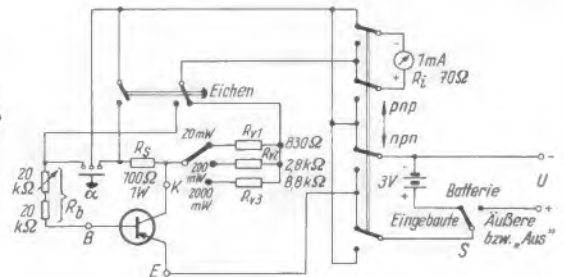 1mA
Ri 70Ω
- +
Eichen
pnp
npn
20mW
Rv1
830Ω
Rs
100Ω
1W
K
200
mW
Rv2
2,8kΩ
2000
mW
Rv3
8,8kΩ
20
kΩ
20
kΩ
Rb
α
B
E
3V
- +
Batterie
Eingebaute
Äußere
bzw. „Aus"
S
U
-
+